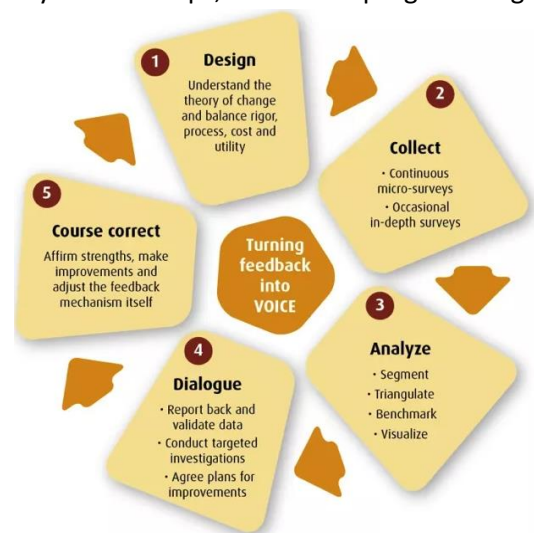 1
Design
Understand the
theory of change
and balance rigor,
process, cost and
utility
2
Collect
• Continuous
micro-surveys
• Occasional
in-depth surveys
3
Analyze
• Segment
• Triangulate
• Benchmark
• Visualize
4
Dialogue
• Report back and
validate data
• Conduct targeted
investigations
• Agree plans for
improvements
5
Course correct
Affirm strengths, make
improvements and
adjust the feedback
mechanism itself
Turning
feedback
into
VOICE